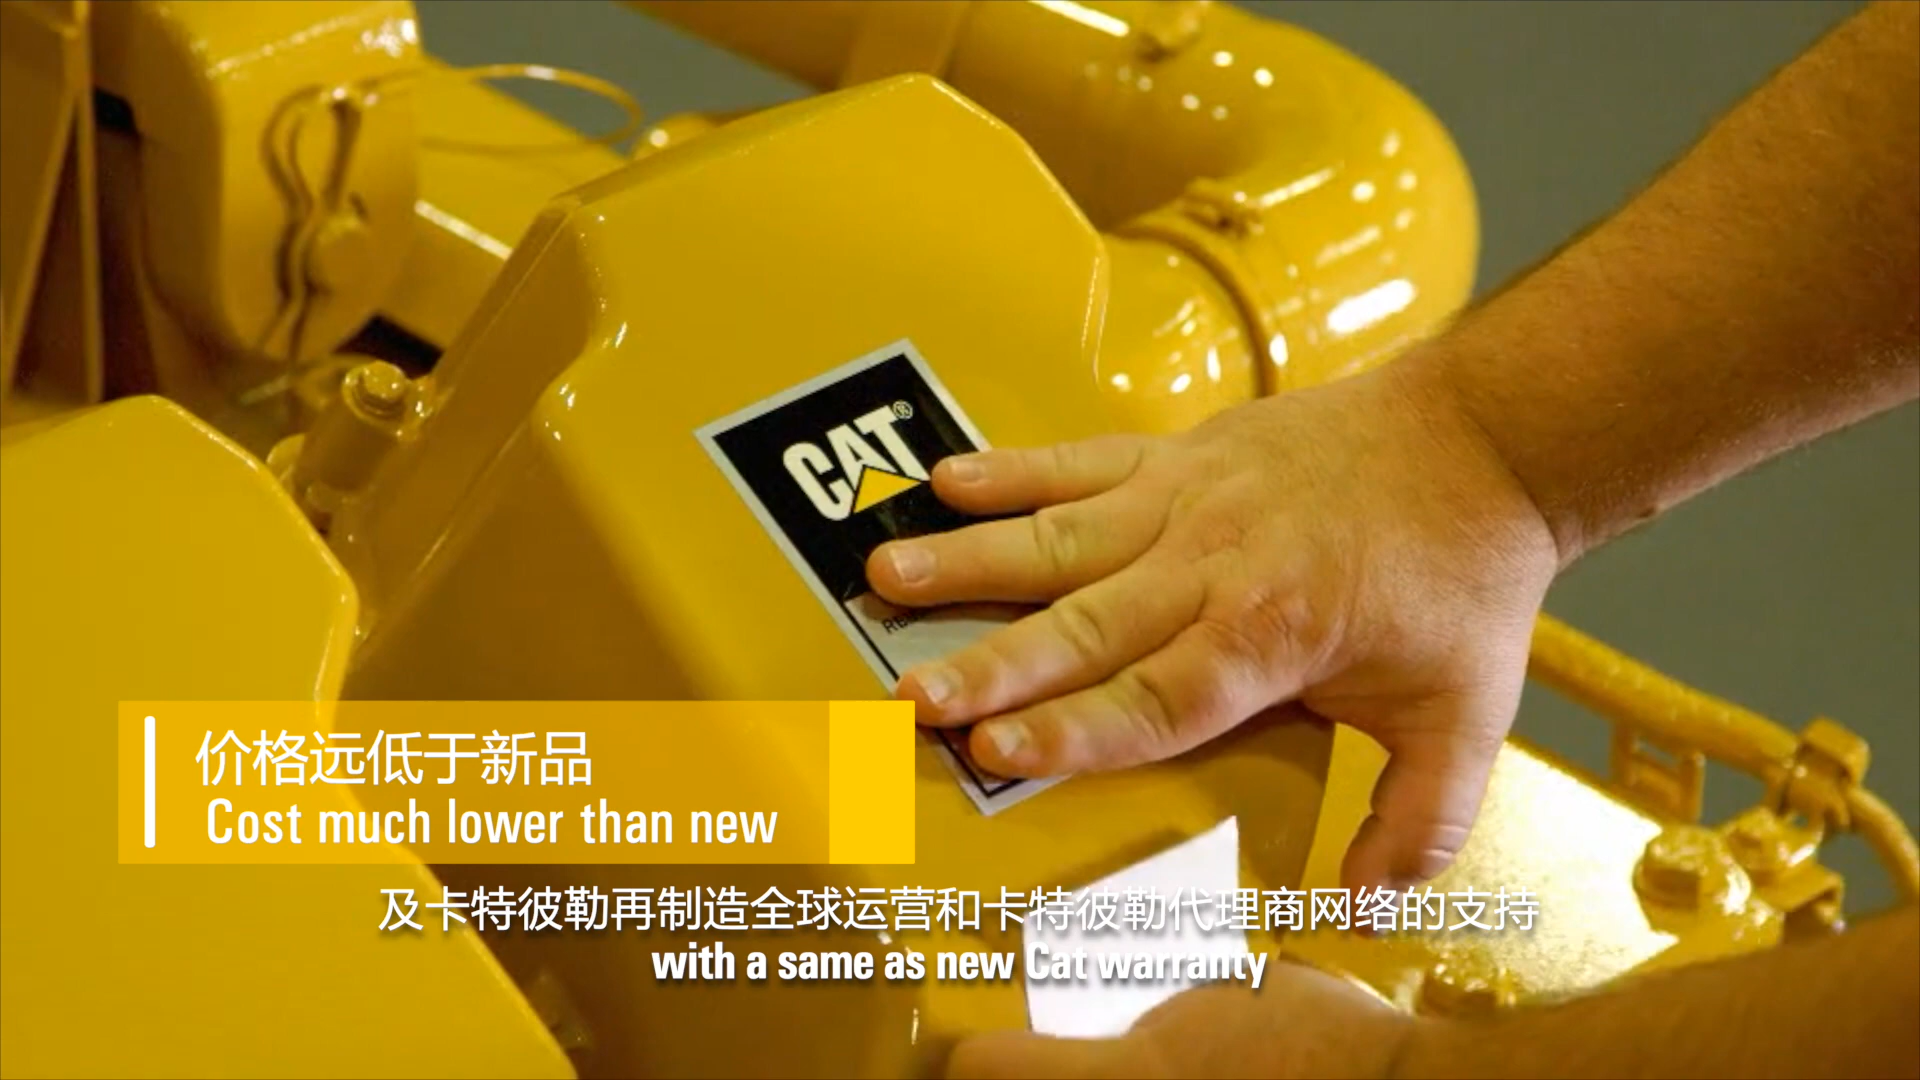 CAT®
价格远低于新品
Cost much lower than new
及卡特彼勒再制造全球运营和卡特彼勒代理商网络的支持
with a same as new Cat warranty